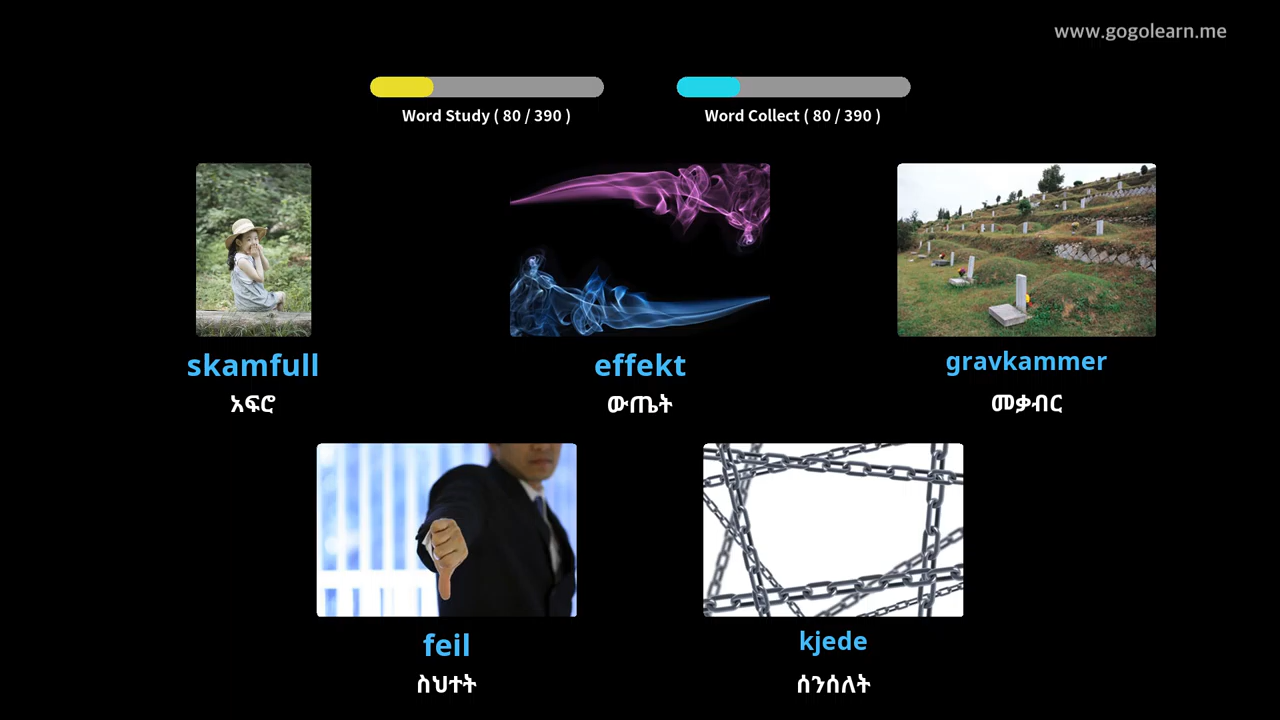 www.gogolearn.me
Word Study ( 80 / 390 )
Word Collect ( 80 / 390 )
skamfull
effekt
gravkammer
አፍሮ
ውጤት
መቃብር
feil
kjede
ስህተት
ሰንሰለት